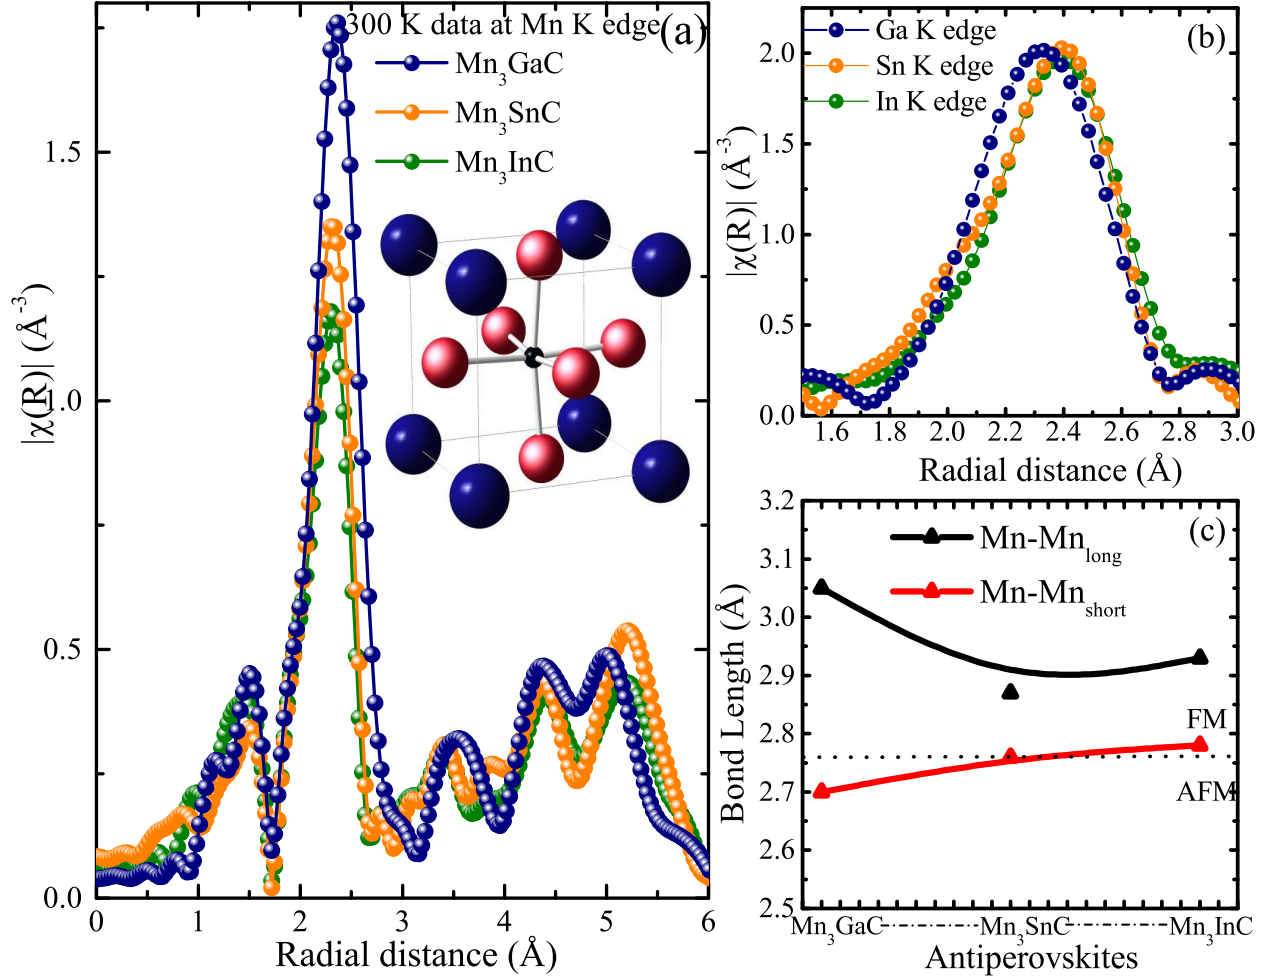 300 K data at Mn K edge
(a)
Mn3GaC
Mn3SnC
Mn3InC
|χ(R)| (Å-3)
1.5
1.0
0.5
0.0
0 1 2 3 4 5 6
Radial distance (Å)
(b)
Ga K edge
Sn K edge
In K edge
|χ(R)| (Å-3)
2.0
1.5
1.0
0.5
0.0
1.6 1.8 2.0 2.2 2.4 2.6 2.8 3.0
Radial distance (Å)
(c)
Mn-Mnlong
Mn-Mnshort
Bond Length (Å)
3.2
3.1
3.0
2.9
2.8
2.7
2.6
2.5
FM
AFM
Mn3GaC Mn3SnC Mn3InC
Antiperovskites